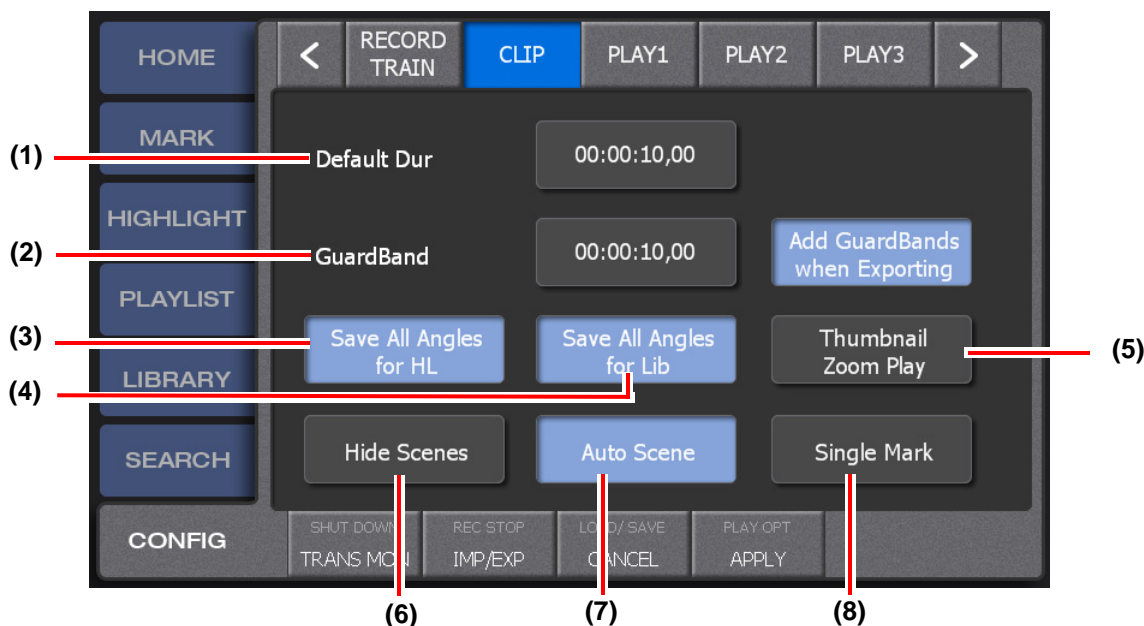 HOME
MARK
HIGHLIGHT
PLAYLIST
LIBRARY
SEARCH
CONFIG
<
RECORD
TRAIN
CLIP
PLAY1
PLAY2
PLAY3
>
(1)
Default Dur
00:00:10,00
(2)
GuardBand
00:00:10,00
Add GuardBands
when Exporting
(3)
Save All Angles
for HL
(4)
Save All Angles
for Lib
Thumbnail
Zoom Play
(5)
Hide Scenes
Auto Scene
Single Mark
SHUT DOWN
TRANS MON
REC STOP
IMP/EXP
LOAD/ SAVE
CANCEL
PLAY OPT
APPLY
(6)
(7)
(8)